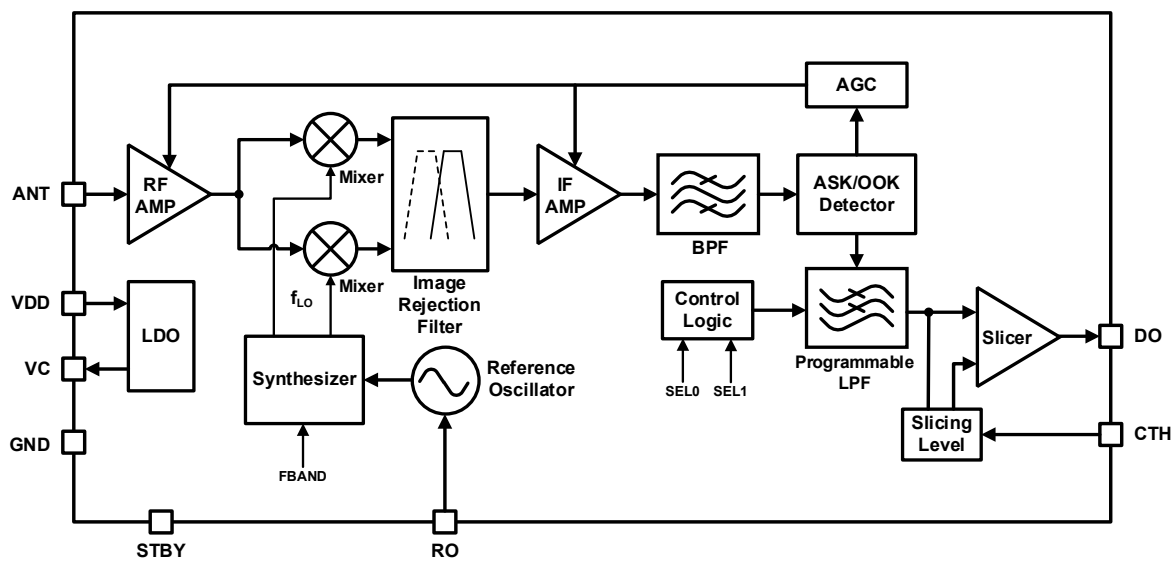 AGC
ANT
RF
AMP
Mixer
IF
AMP
ASK/OOK
Detector
BPF
Mixer
Image
Rejection
Filter
fLO
VDD
LDO
VC
Control
Logic
Programmable
LPF
Slicer
DO
Synthesizer
Reference
Oscillator
SEL0
SEL1
Slicing
Level
CTH
GND
FBAND
STBY
RO